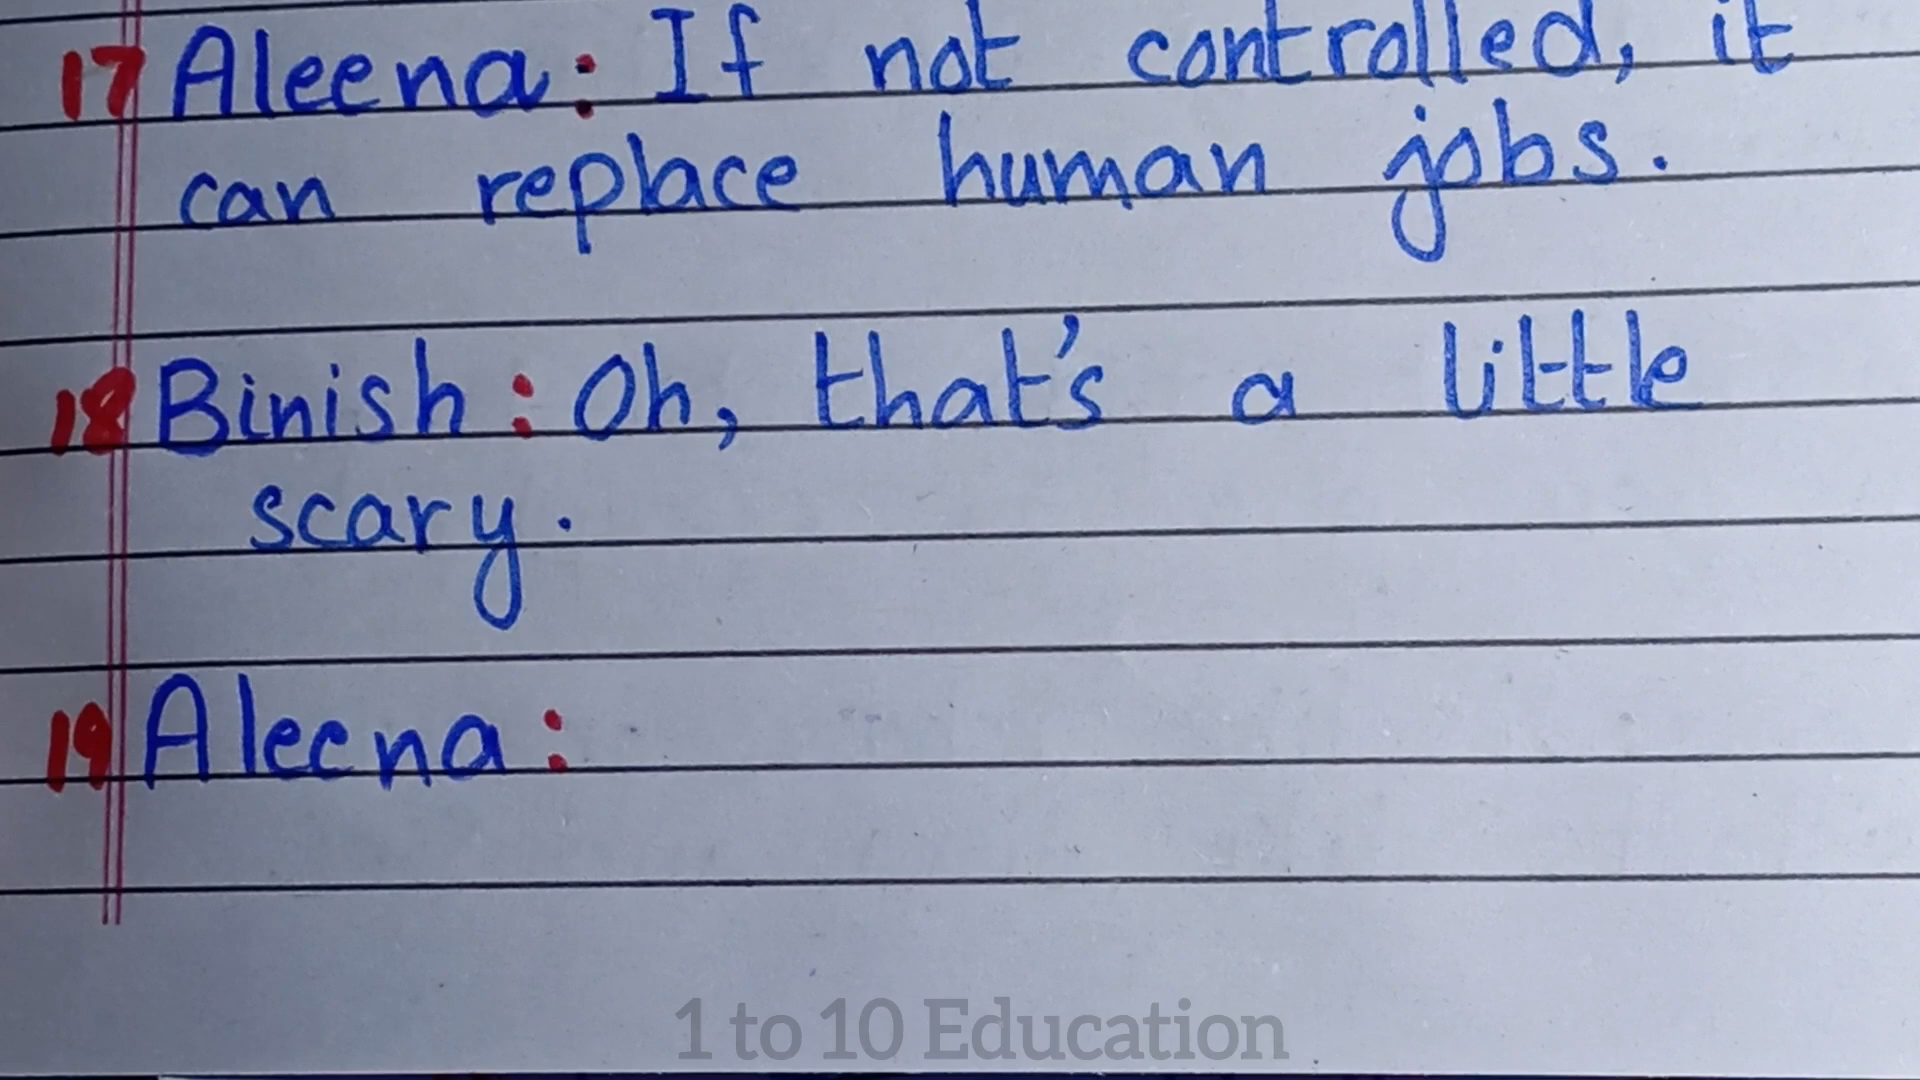 17 Aleena: If not controlled, it
can replace human jobs.
18 Binish: Oh, that's a little
scary.
19 Aleena:
1 to 10 Education